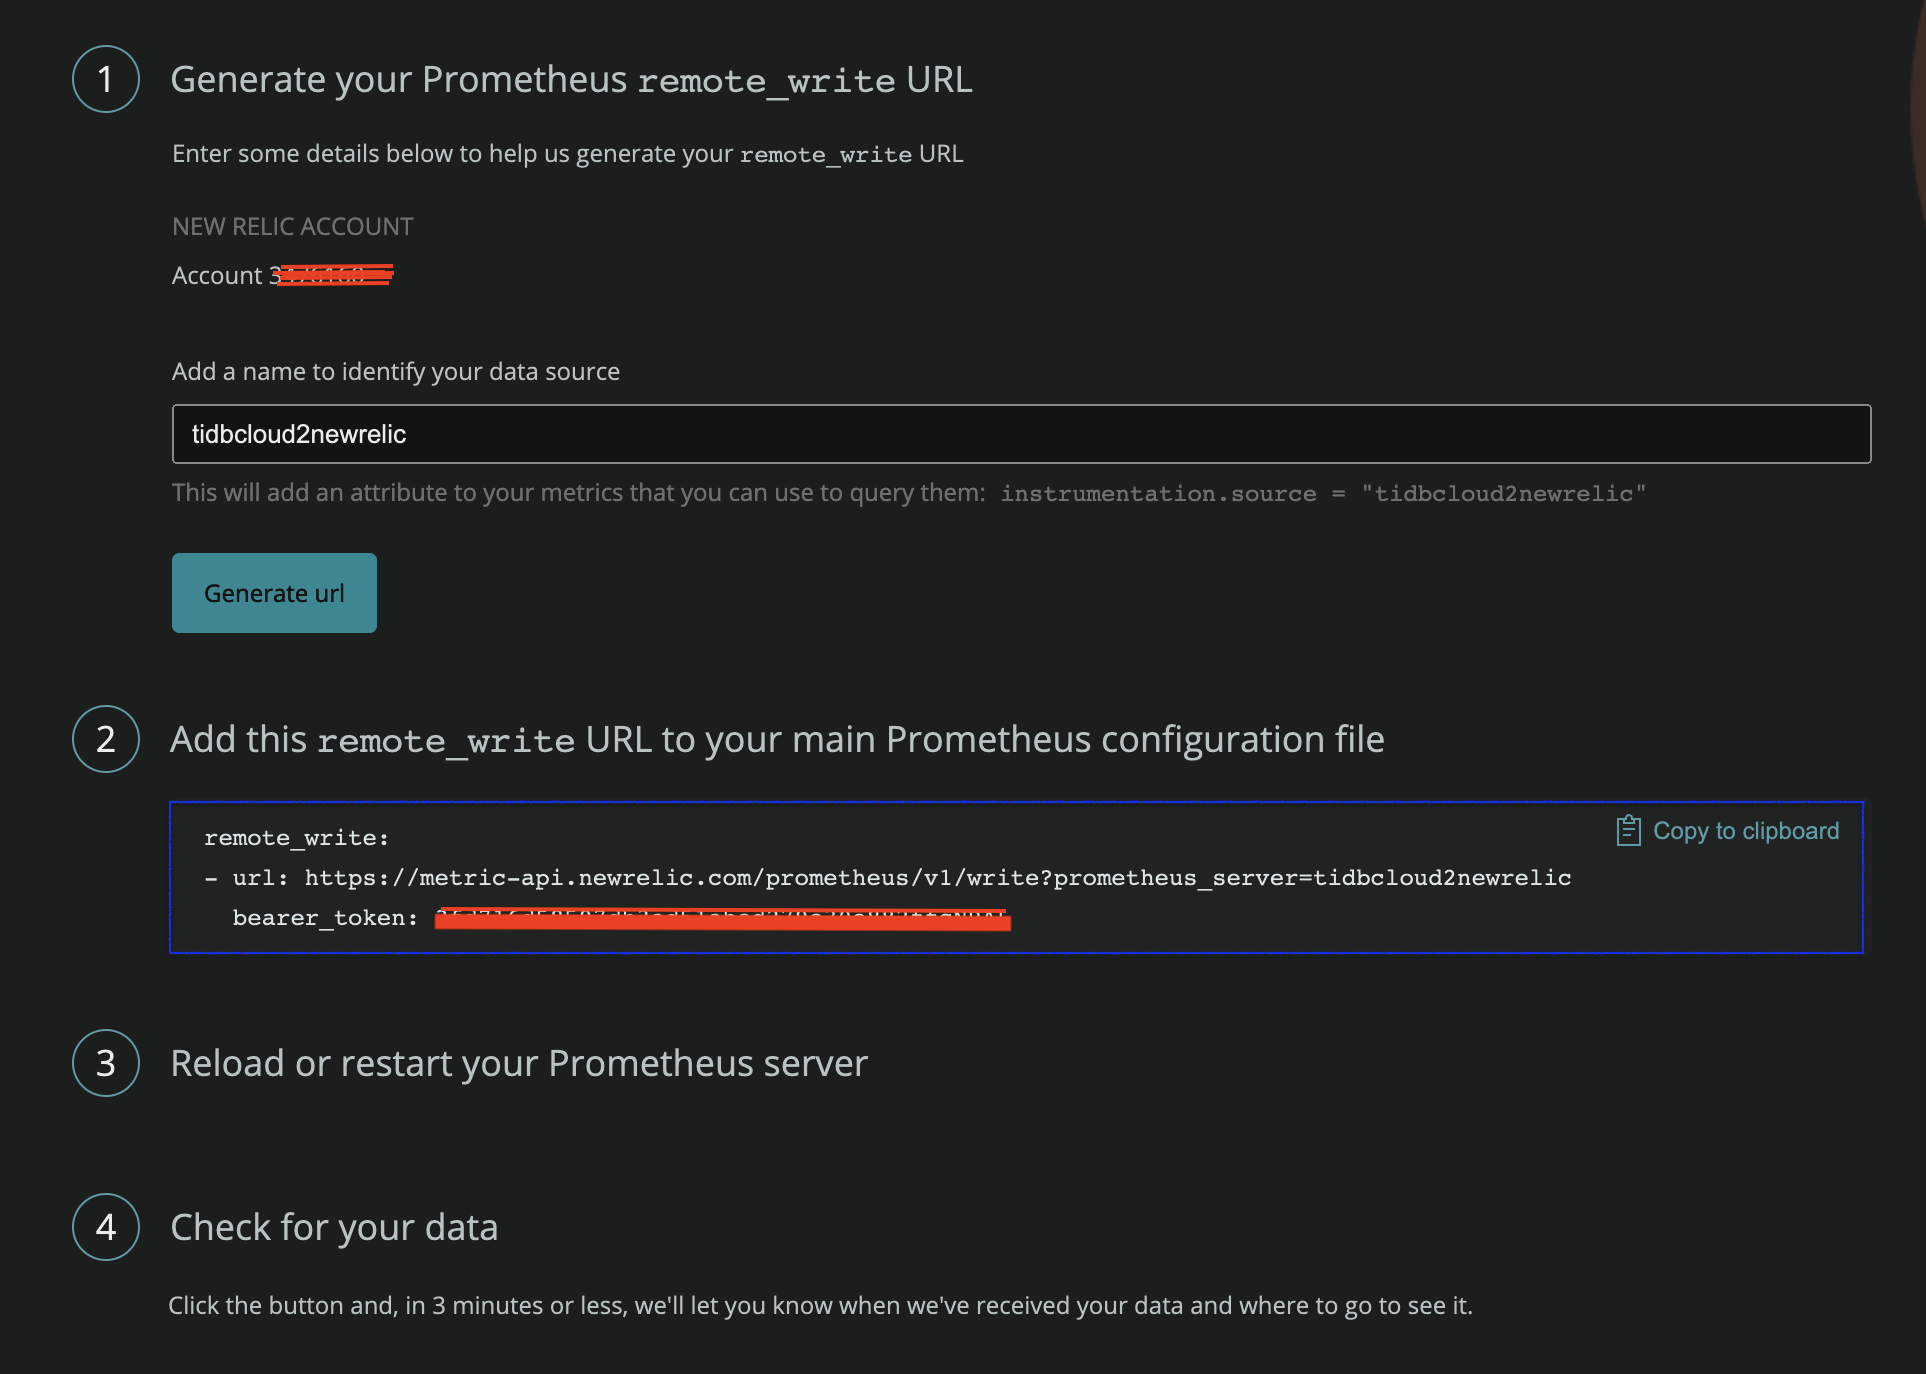 1
Generate your Prometheus remote_write URL
Enter some details below to help us generate your remote_write URL
NEW RELIC ACCOUNT
Account
Add a name to identify your data source
tidbcloud2newrelic
This will add an attribute to your metrics that you can use to query them: instrumentation.source = "tidbcloud2newrelic"
Generate url
2
Add this remote_write URL to your main Prometheus configuration file
Copy to clipboard
remote_write:
- url: https://metric-api.newrelic.com/prometheus/v1/write?prometheus_server=tidbcloud2newrelic
bearer_token:
3
Reload or restart your Prometheus server
4
Check for your data
Click the button and, in 3 minutes or less, we'll let you know when we've received your data and where to go to see it.